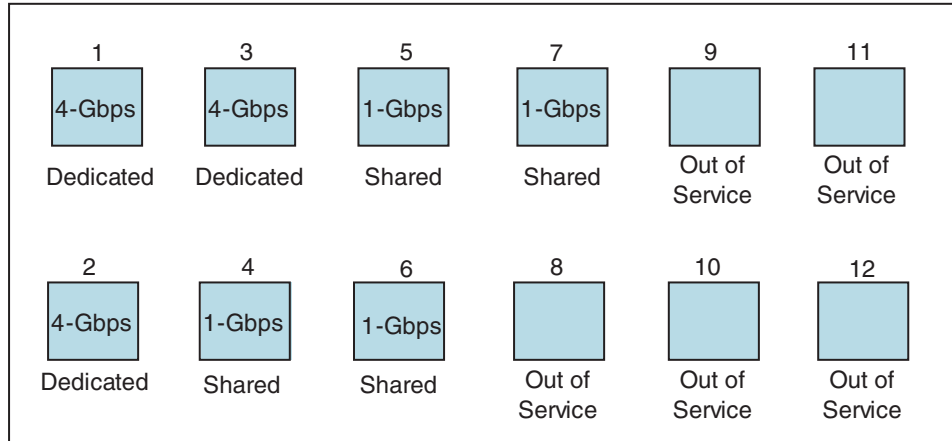 1 3 5 7 9 11
4-Gbps 4-Gbps 1-Gbps 1-Gbps
Dedicated Dedicated Shared Shared Out of Service Out of Service
2 4 6 8 10 12
4-Gbps 1-Gbps 1-Gbps
Dedicated Shared Shared Out of Service Out of Service Out of Service